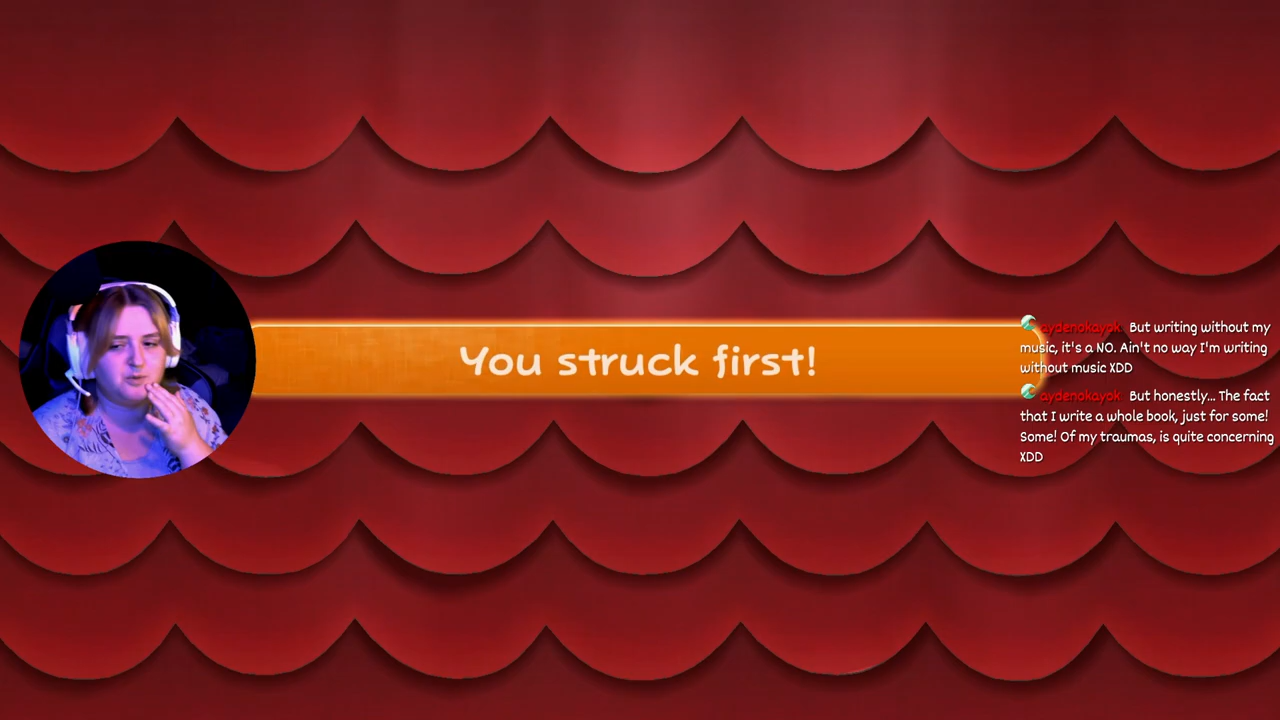 You struck first!
aydenokayok But writing without my
music, it's a NO. Ain't no way I'm writing
without music XDD
aydenokayok But honestly... The fact
that I write a whole book, just for some!
Some! Of my traumas, is quite concerning
XDD